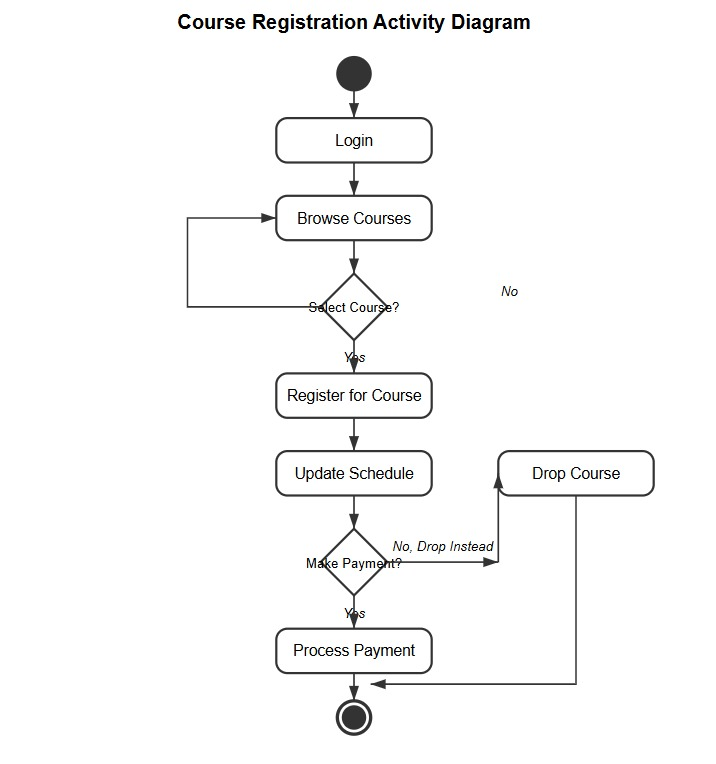 Course Registration Activity Diagram
Login
Browse Courses
Select Course?
No
Yes
Register for Course
Update Schedule
Drop Course
No, Drop Instead
Make Payment?
Yes
Process Payment